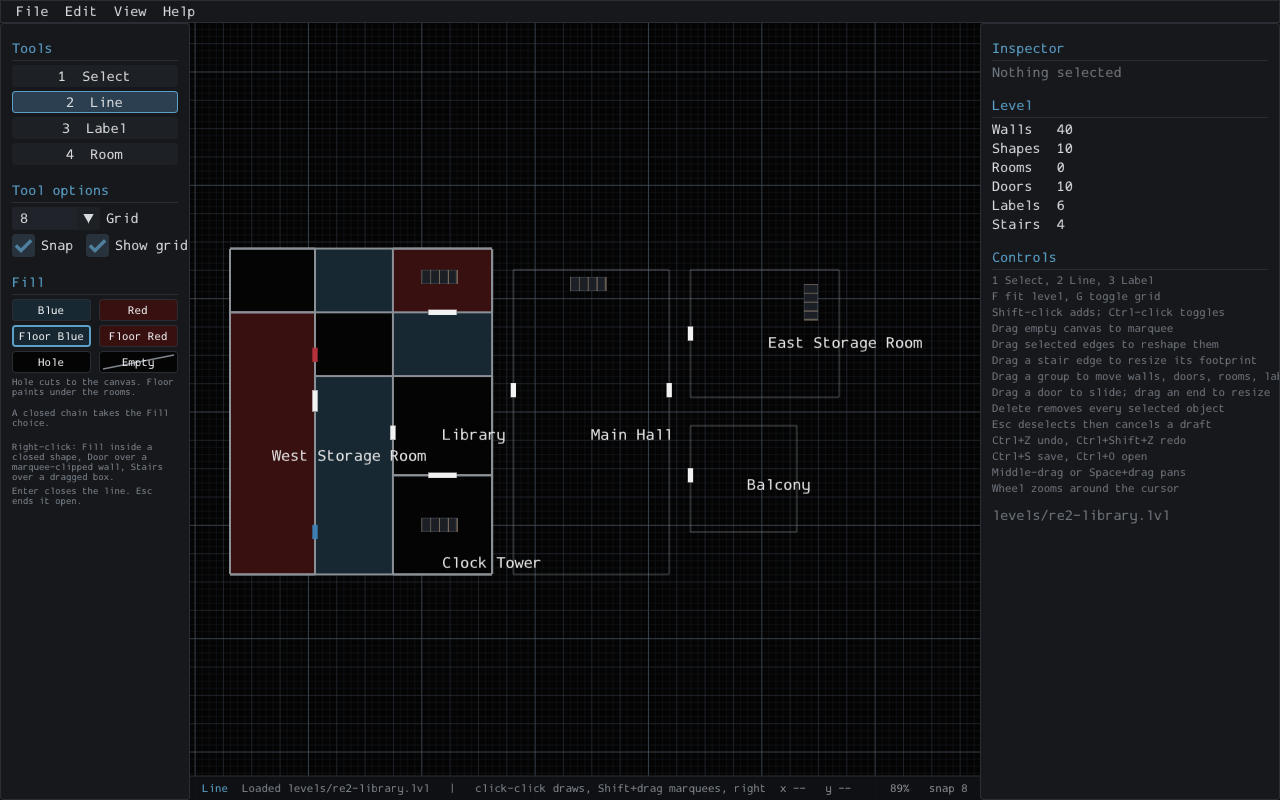 File Edit View Help
Tools
1 Select
2 Line
3 Label
4 Room
Tool options
8 Grid
Snap Show grid
Fill
Blue Red
Floor Blue Floor Red
Hole Empty
Hole cuts to the canvas. Floor
paints under the rooms.
A closed chain takes the Fill
choice.
Right-click: Fill inside a
closed shape, Door over a
marquee-clipped wall, Stairs
over a dragged box.
Enter closes the line. Esc
ends it open.
East Storage Room
Library
Main Hall
West Storage Room
Balcony
Clock Tower
Inspector
Nothing selected
Level
Walls 40
Shapes 10
Rooms 0
Doors 10
Labels 6
Stairs 4
Controls
1 Select, 2 Line, 3 Label
F fit level, G toggle grid
Shift-click adds; Ctrl-click toggles
Drag empty canvas to marquee
Drag selected edges to reshape them
Drag a stair edge to resize its footprint
Drag a group to move walls, doors, rooms, lab
Drag a door to slide; drag an end to resize
Delete removes every selected object
Esc deselects then cancels a draft
Ctrl+Z undo, Ctrl+Shift+Z redo
Ctrl+S save, Ctrl+O open
Middle-drag or Space+drag pans
Wheel zooms around the cursor
levels/re2-library.lvl
Line Loaded levels/re2-library.lvl | click-click draws, Shift+drag marquees, right x -- y -- 89% snap 8